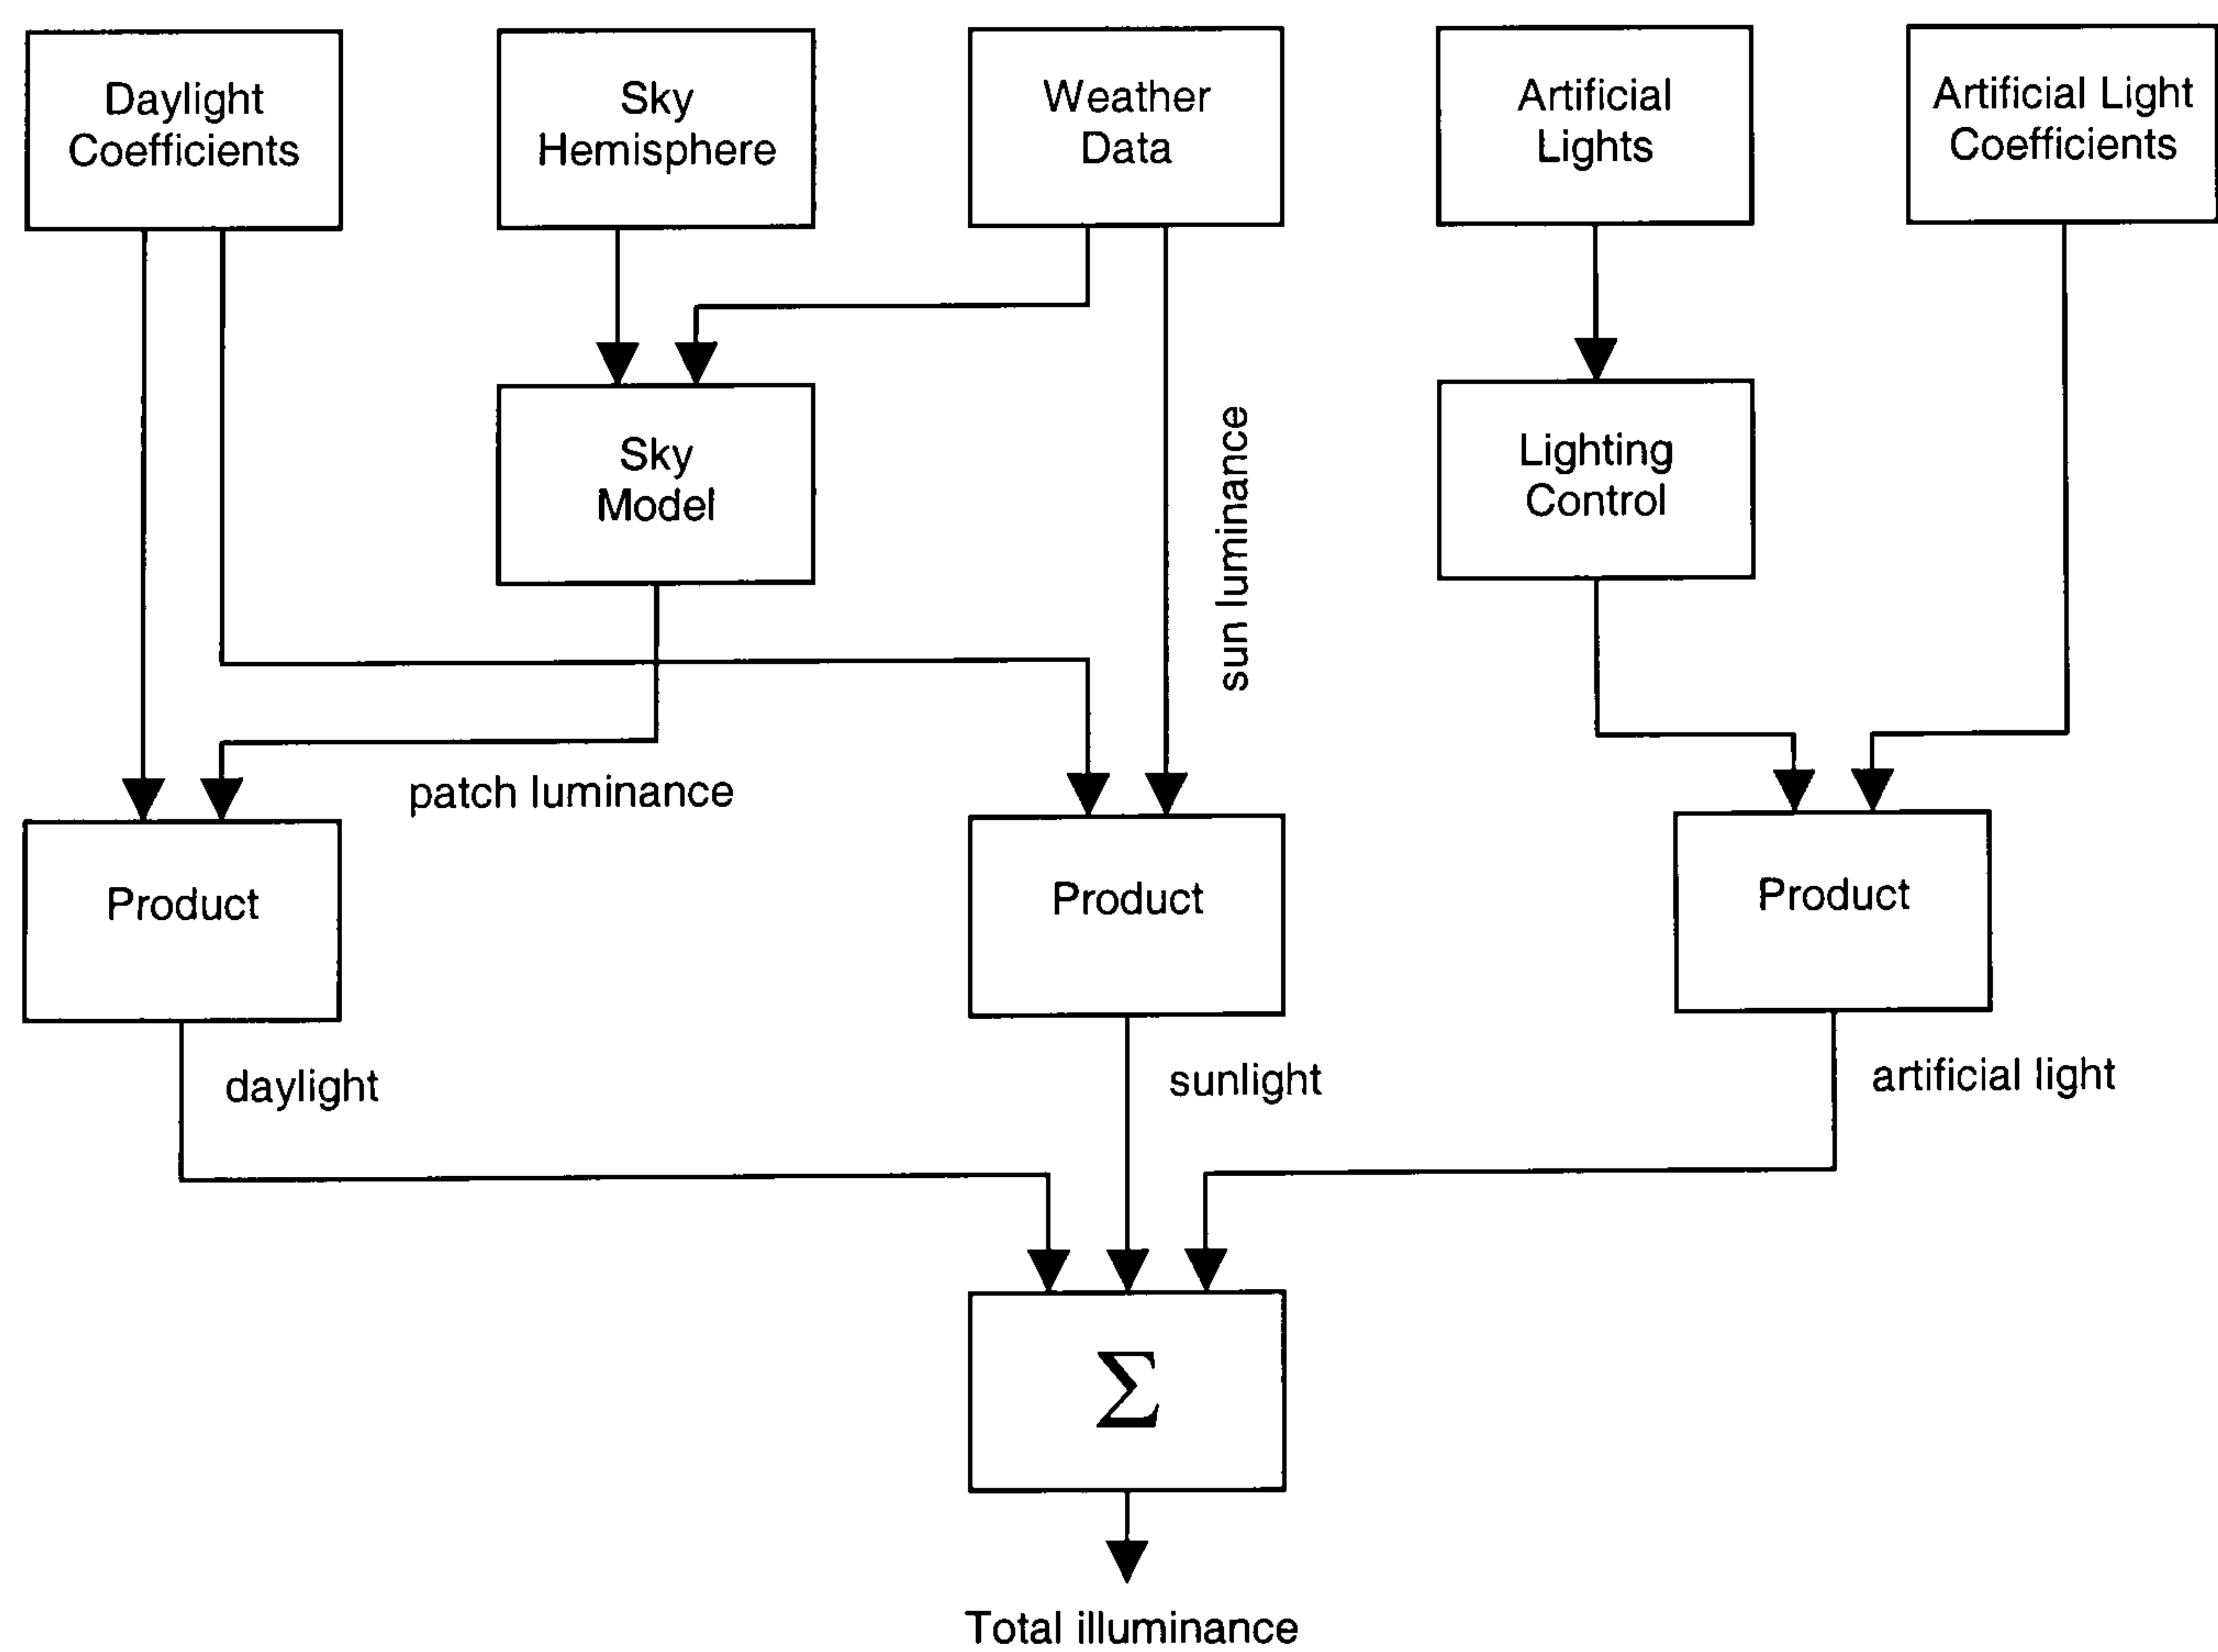 Daylight
Coefficients
Sky
Hemisphere
Weather
Data
Artificial
Lights
Artificial Light
Coefficients
Sky
Model
sun luminance
Lighting
Control
patch luminance
Product
Product
Product
daylight
sunlight
artificial light
Σ
Total illuminance